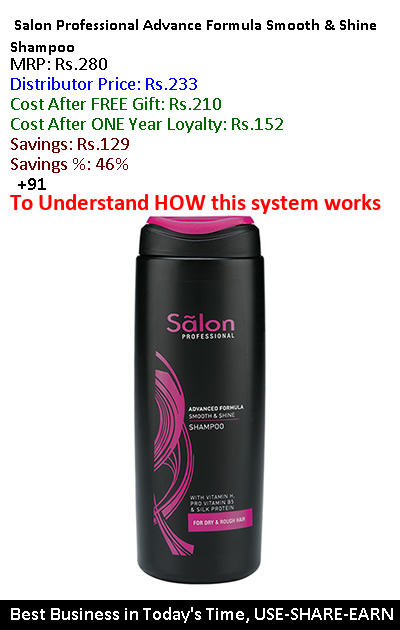 Salon Professional Advance Formula Smooth & Shine
Shampoo
MRP: Rs.280
Distributor Price: Rs.233
Cost After FREE Gift: Rs.210
Cost After ONE Year Loyalty: Rs.152
Savings: Rs.129
Savings %: 46%
+91
To Understand HOW this system works
Sãlon
PROFESSIONAL
ADVANCED FORMULA
SMOOTH & SHINE
SHAMPOO
WITH VITAMIN H,
PRO VITAMIN B5
& SILK PROTEIN
FOR DRY & ROUGH HAIR
Best Business in Today's Time, USE-SHARE-EARN